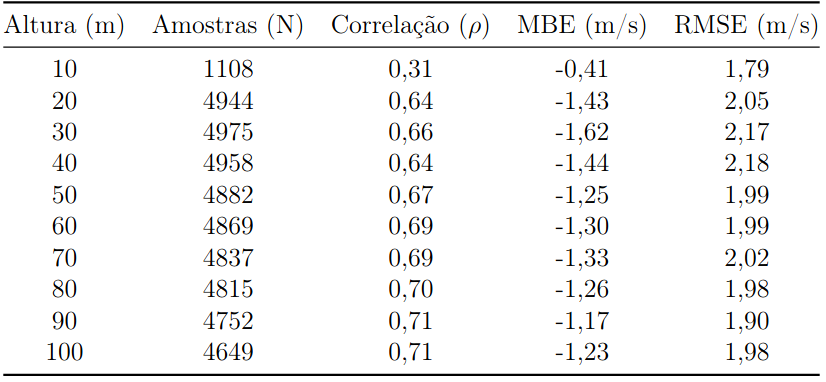 Altura (m) Amostras (N) Correlação (ρ) MBE (m/s) RMSE (m/s)
10 1108 0,31 -0,41 1,79
20 4944 0,64 -1,43 2,05
30 4975 0,66 -1,62 2,17
40 4958 0,64 -1,44 2,18
50 4882 0,67 -1,25 1,99
60 4869 0,69 -1,30 1,99
70 4837 0,69 -1,33 2,02
80 4815 0,70 -1,26 1,98
90 4752 0,71 -1,17 1,90
100 4649 0,71 -1,23 1,98